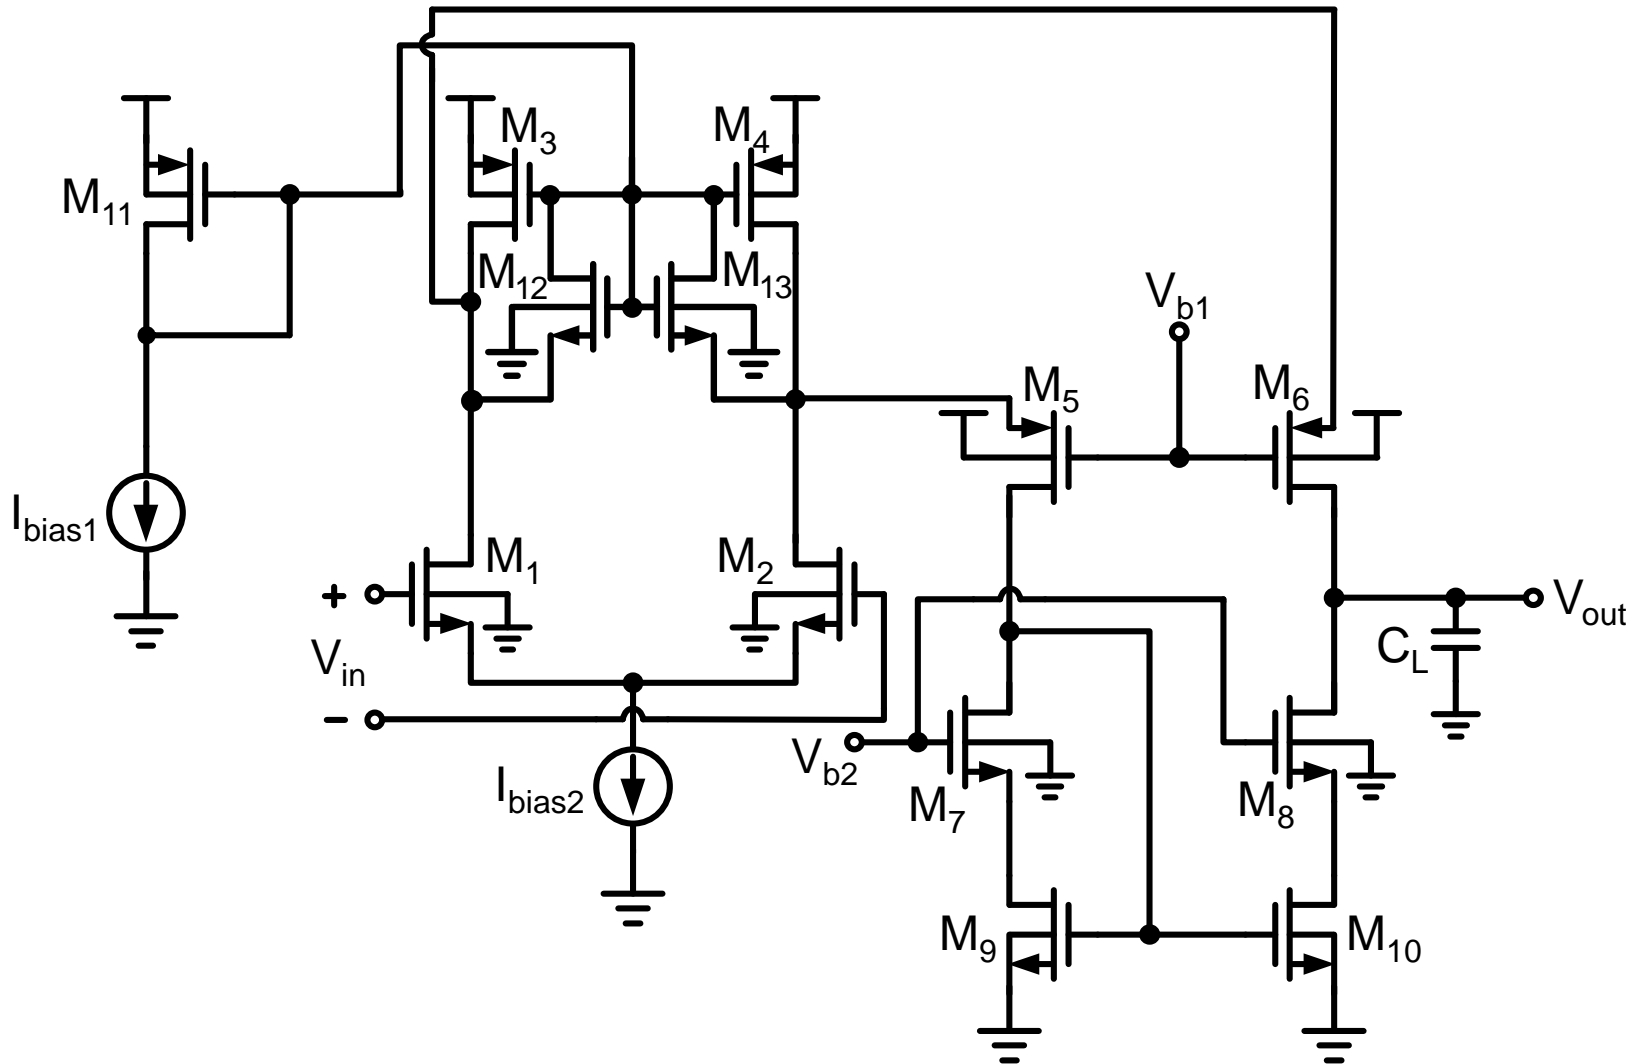 M3
M4
M11
M12
M13
Vb1
M5
M6
Ibias1
M1
M2
+
Vin
−
Vout
CL
Vb2
Ibias2
M7
M8
M9
M10